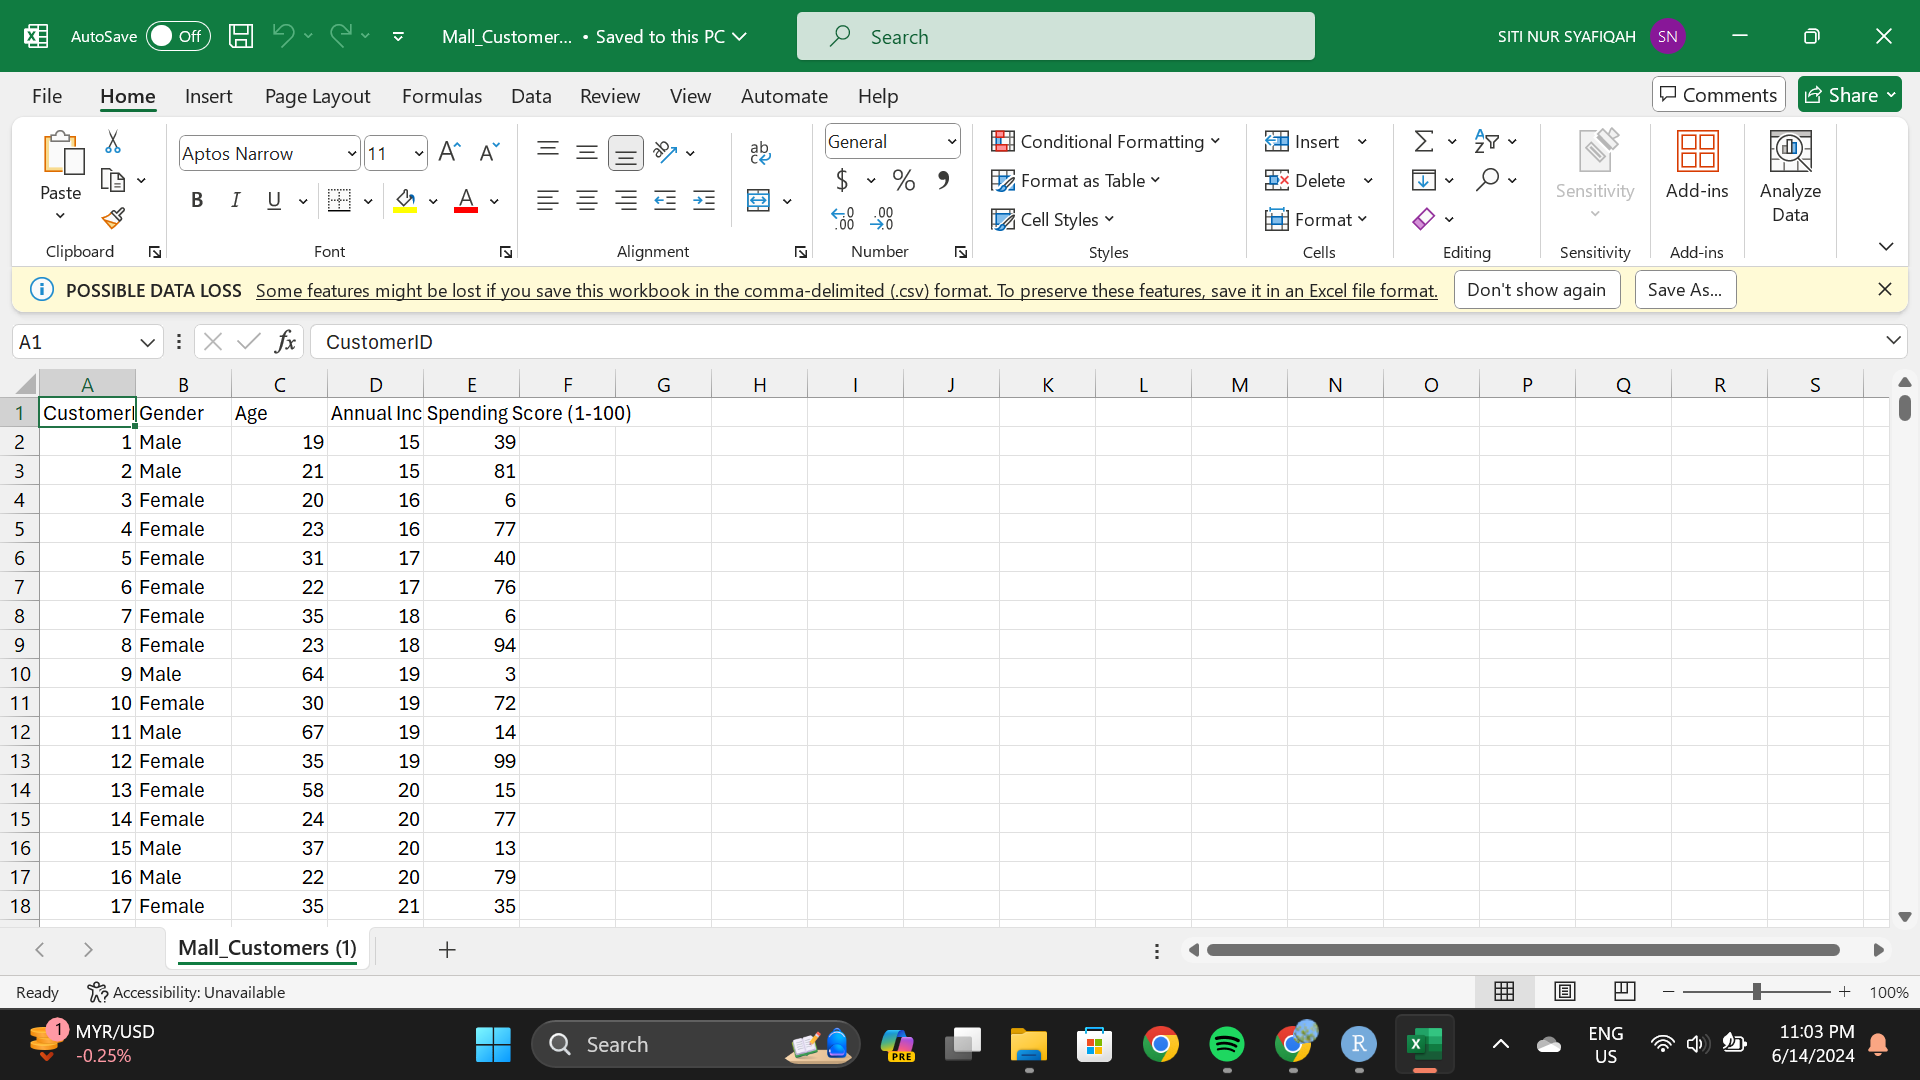 AutoSave Off Mall_Customer... • Saved to this PC Search SITI NUR SYAFIQAH SN
File Home Insert Page Layout Formulas Data Review View Automate Help Comments Share
Paste
Clipboard
Aptos Narrow 11
B I U A
Font
ab
Alignment
General
$ % ,
Number
Conditional Formatting
Format as Table
Cell Styles
Styles
Insert
Delete
Format
Cells
Editing
Sensitivity
Sensitivity
Add-ins
Add-ins
Analyze
Data
POSSIBLE DATA LOSS Some features might be lost if you save this workbook in the comma-delimited (.csv) format. To preserve these features, save it in an Excel file format. Don't show again Save As...
A1 fx CustomerID
A B C D E F G H I J K L M N O P Q R S
1 CustomerI Gender Age Annual Inc Spending Score (1-100)
2 1 Male 19 15 39
3 2 Male 21 15 81
4 3 Female 20 16 6
5 4 Female 23 16 77
6 5 Female 31 17 40
7 6 Female 22 17 76
8 7 Female 35 18 6
9 8 Female 23 18 94
10 9 Male 64 19 3
11 10 Female 30 19 72
12 11 Male 67 19 14
13 12 Female 35 19 99
14 13 Female 58 20 15
15 14 Female 24 20 77
16 15 Male 37 20 13
17 16 Male 22 20 79
18 17 Female 35 21 35
Mall_Customers (1)
Ready Accessibility: Unavailable 100%
1 MYR/USD
-0.25%
Search
PRE
R
ENG
US
11:03 PM
6/14/2024